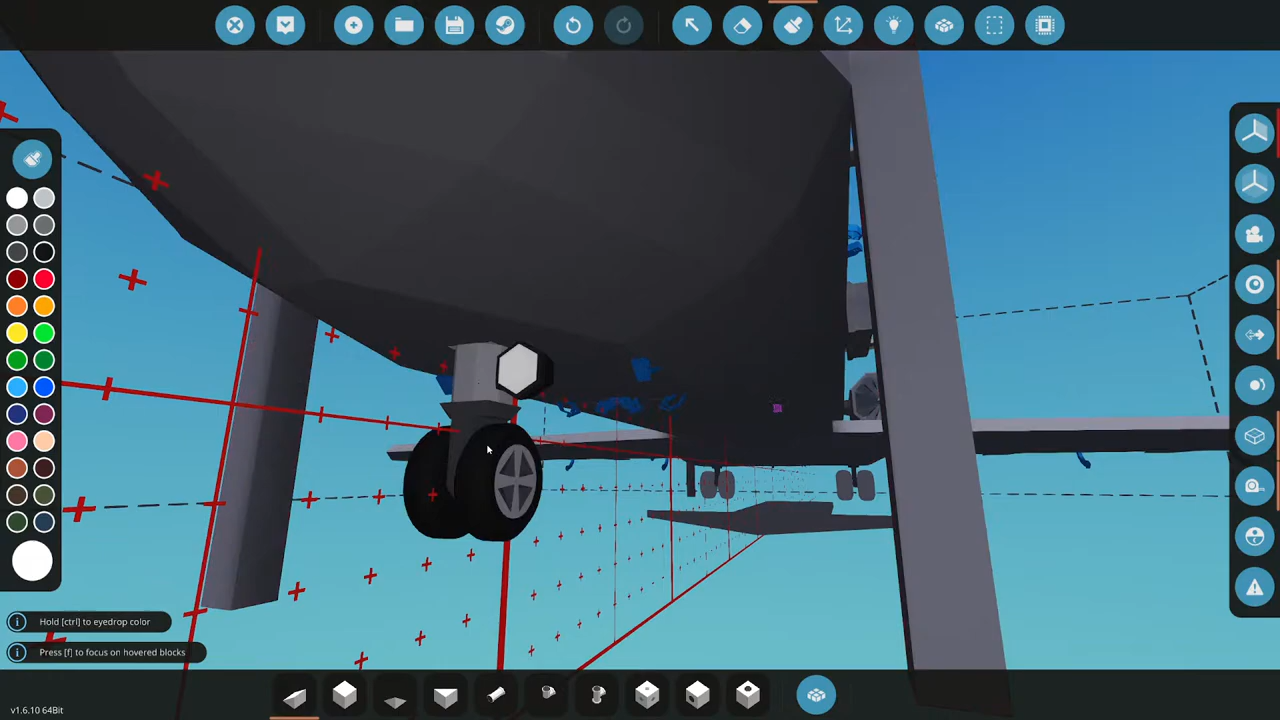 Hold [ctrl] to eyedrop color
Press [f] to focus on hovered blocks
v1.6.10 64Bit